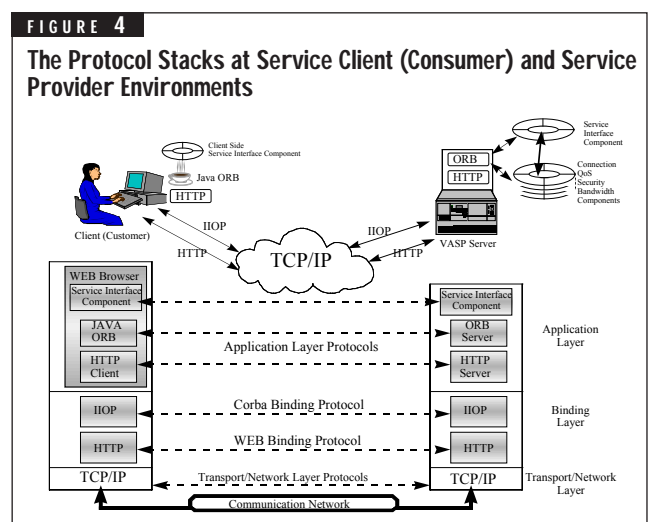 FIGURE 4
The Protocol Stacks at Service Client (Consumer) and Service
Provider Environments
Client Side
Service Interface Component
Java ORB
HTTP
Client (Customer)
IIOP
HTTP
TCP/IP
IIOP
HTTP
ORB
HTTP
VASP Server
Service
Interface
Component
Connection
QoS
Security
Bandwidth
Components
WEB Browser
Service Interface
Component
JAVA
ORB
HTTP
Client
IIOP
HTTP
TCP/IP
Application Layer Protocols
Corba Binding Protocol
WEB Binding Protocol
Transport/Network Layer Protocols
Communication Network
Service Interface
Component
ORB
Server
HTTP
Server
IIOP
HTTP
TCP/IP
Application
Layer
Binding
Layer
Transport/Network
Layer